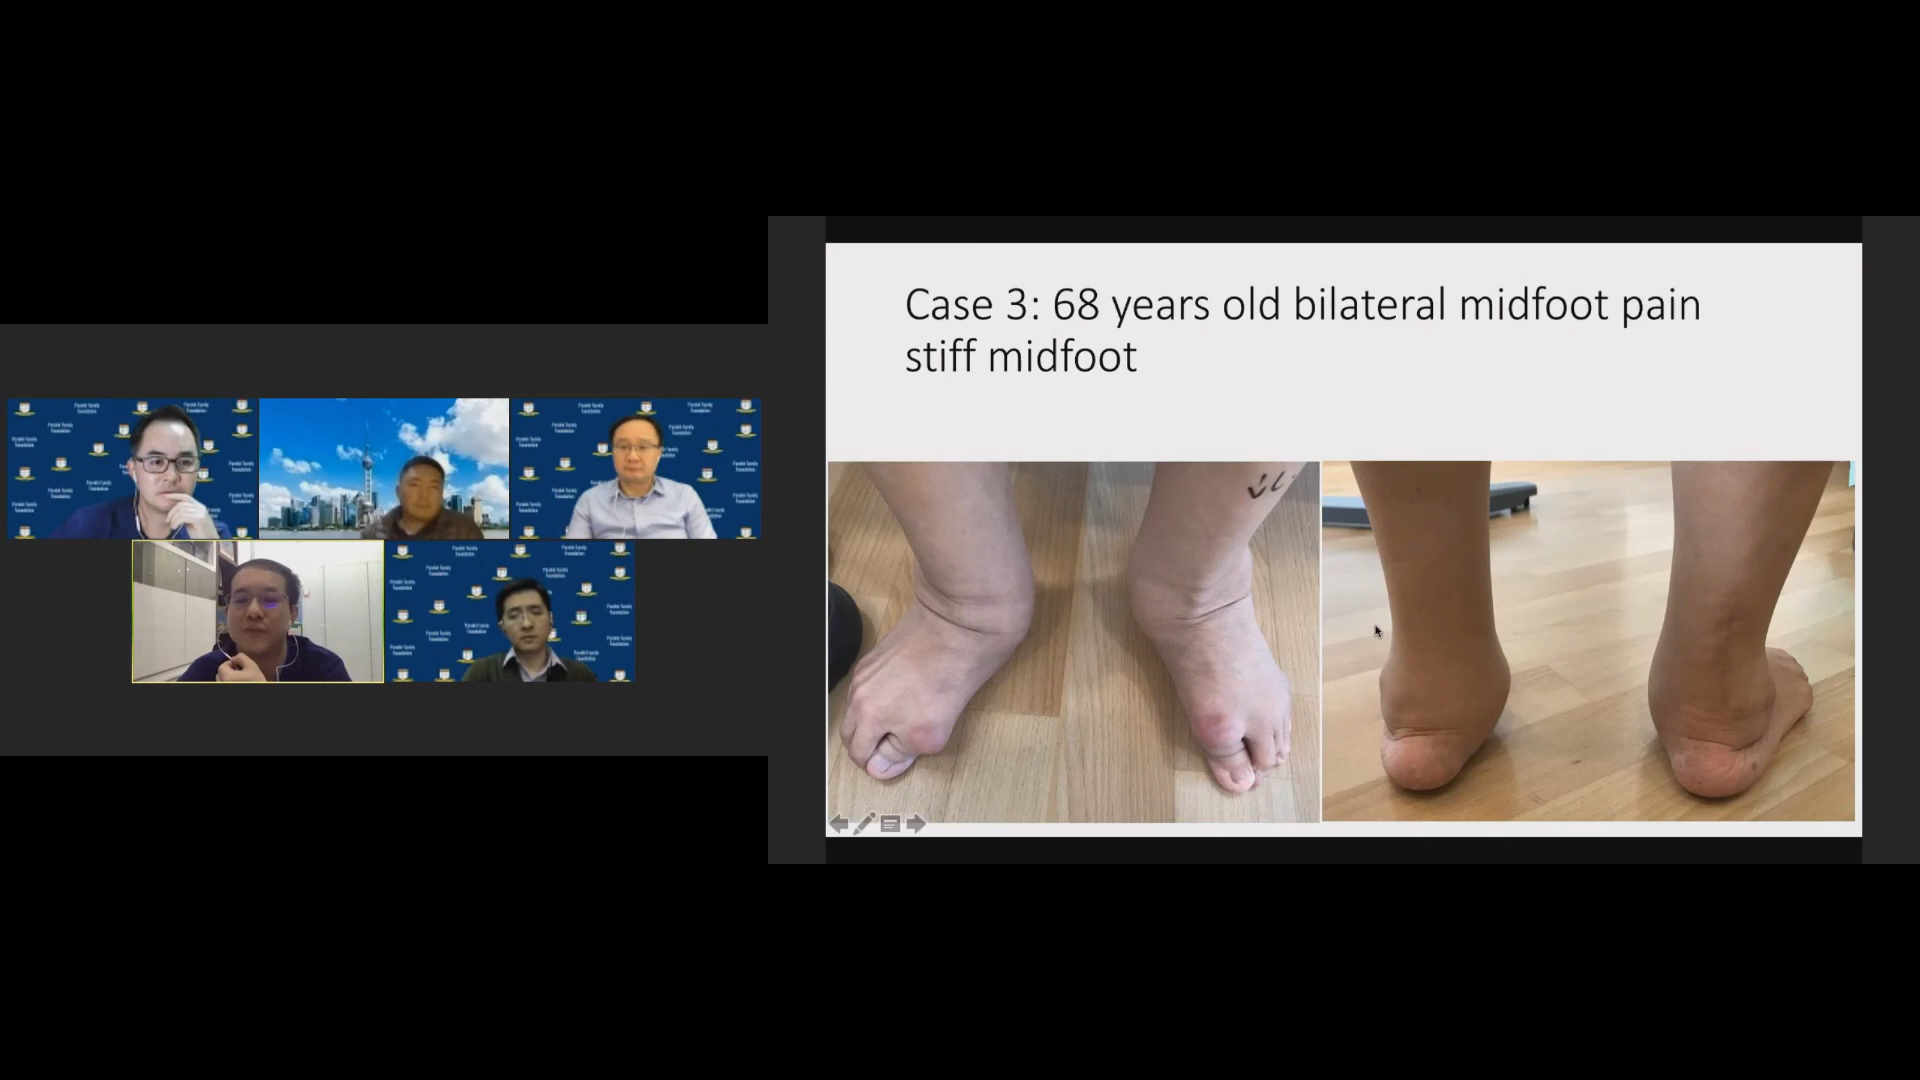 Case 3: 68 years old bilateral midfoot pain
stiff midfoot